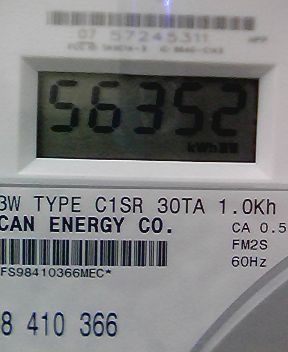 07 57245311
56352
kWh
3W TYPE C1SR 30TA 1.0Kh
CAN ENERGY CO.
CA 0.5
FM2S
60Hz
FS98410366MEC*
8 410 366